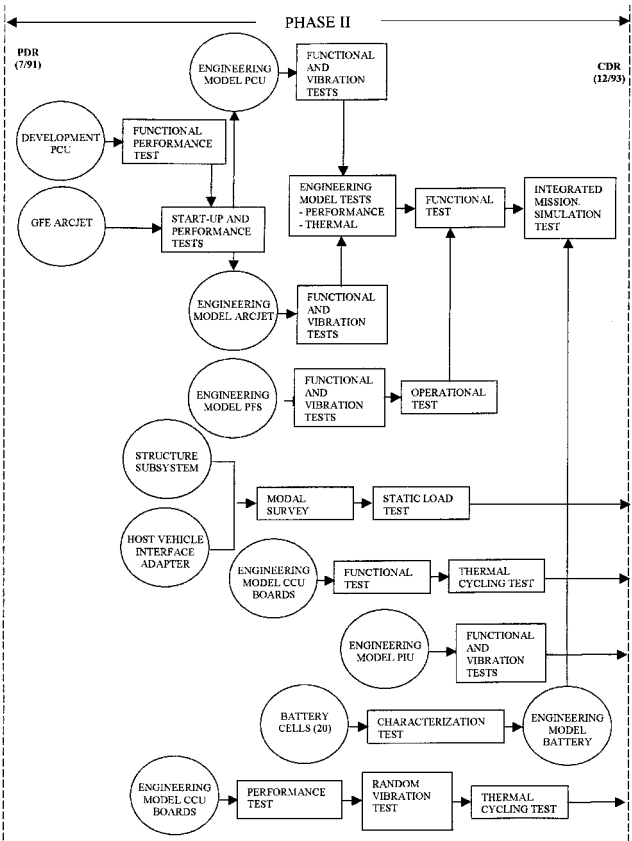 PHASE II
PDR
(7/91)
CDR
(12/93)
ENGINEERING
MODEL PCU
FUNCTIONAL
AND
VIBRATION
TESTS
DEVELOPMENT
PCU
FUNCTIONAL
PERFORMANCE
TEST
GFE ARCJET
START-UP AND
PERFORMANCE
TESTS
ENGINEERING
MODEL TESTS
- PERFORMANCE
- THERMAL
FUNCTIONAL
TEST
INTEGRATED
MISSION-
SIMULATION
TEST
ENGINEERING
MODEL ARCJET
FUNCTIONAL
AND
VIBRATION
TESTS
ENGINEERING
MODEL PFS
FUNCTIONAL
AND
VIBRATION
TESTS
OPERATIONAL
TEST
STRUCTURE
SUBSYSTEM
HOST VEHICLE
INTERFACE
ADAPTER
MODAL
SURVEY
STATIC LOAD
TEST
ENGINEERING
MODEL CCU
BOARDS
FUNCTIONAL
TEST
THERMAL
CYCLING TEST
ENGINEERING
MODEL PIU
FUNCTIONAL
AND
VIBRATION
TESTS
BATTERY
CELLS (20)
CHARACTERIZATION
TEST
ENGINEERING
MODEL
BATTERY
ENGINEERING
MODEL CCU
BOARDS
PERFORMANCE
TEST
RANDOM
VIBRATION
TEST
THERMAL
CYCLING TEST